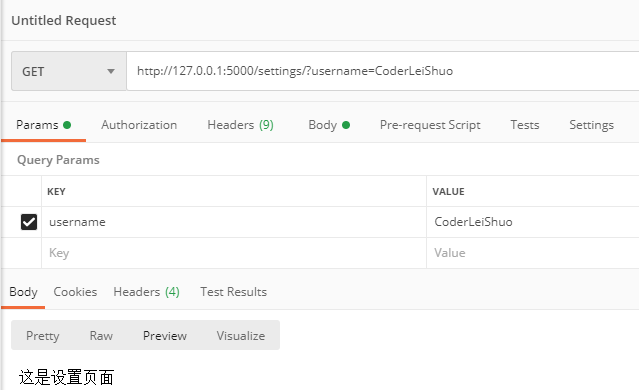 Untitled Request
GET http://127.0.0.1:5000/settings/?username=CoderLeiShuo
Params Authorization Headers (9) Body Pre-request Script Tests Settings
Query Params
KEY VALUE
username CoderLeiShuo
Key Value
Body Cookies Headers (4) Test Results
Pretty Raw Preview Visualize
这是设置页面